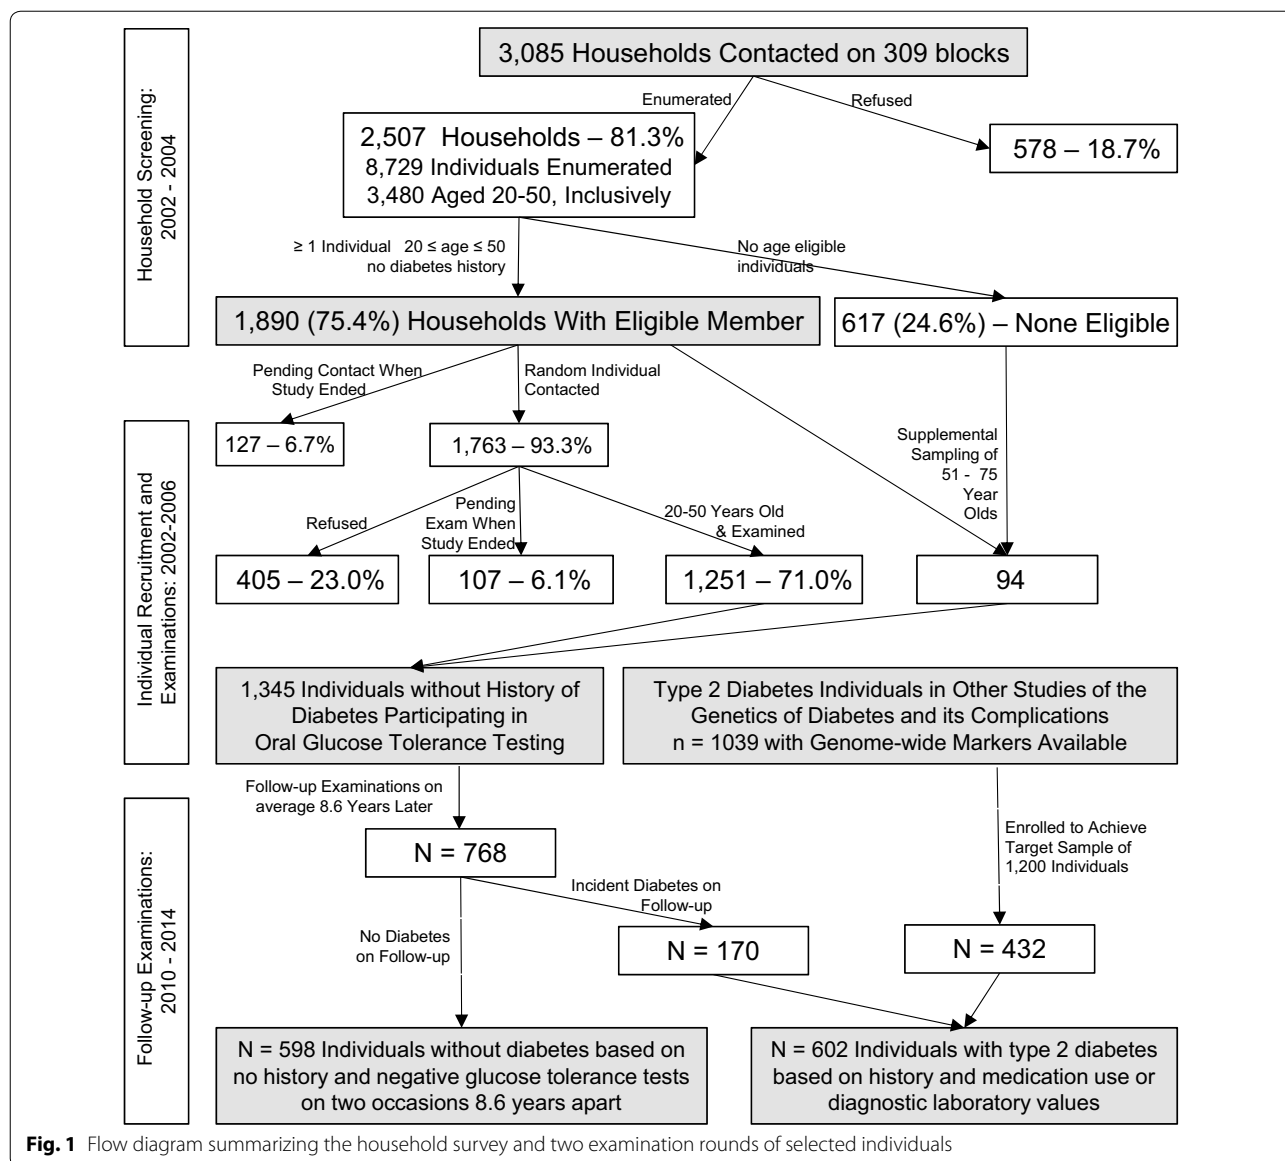 3,085 Households Contacted on 309 blocks
Household Screening:
2002 - 2004
Enumerated
Refused
2,507 Households – 81.3%
8,729 Individuals Enumerated
3,480 Aged 20-50, Inclusively
578 – 18.7%
≥ 1 Individual 20 ≤ age ≤ 50
no diabetes history
No age eligible
individuals
1,890 (75.4%) Households With Eligible Member
617 (24.6%) – None Eligible
Pending Contact When
Study Ended
Random Individual
Contacted
Individual Recruitment and
Examinations: 2002-2006
127 – 6.7%
1,763 – 93.3%
Supplemental
Sampling of
51 - 75
Year
Olds
Refused
Pending
Exam When
Study Ended
20-50 Years Old
& Examined
405 – 23.0%
107 – 6.1%
1,251 – 71.0%
94
1,345 Individuals without History of
Diabetes Participating in
Oral Glucose Tolerance Testing
Type 2 Diabetes Individuals in Other Studies of the
Genetics of Diabetes and its Complications
n = 1039 with Genome-wide Markers Available
Follow-up Examinations:
2010 - 2014
Follow-up Examinations on
average 8.6 Years Later
Enrolled to Achieve
Target Sample of
1,200 Individuals
N = 768
Incident Diabetes on
Follow-up
No Diabetes
on Follow-up
N = 170
N = 432
N = 598 Individuals without diabetes based on
no history and negative glucose tolerance tests
on two occasions 8.6 years apart
N = 602 Individuals with type 2 diabetes
based on history and medication use or
diagnostic laboratory values
Fig. 1 Flow diagram summarizing the household survey and two examination rounds of selected individuals